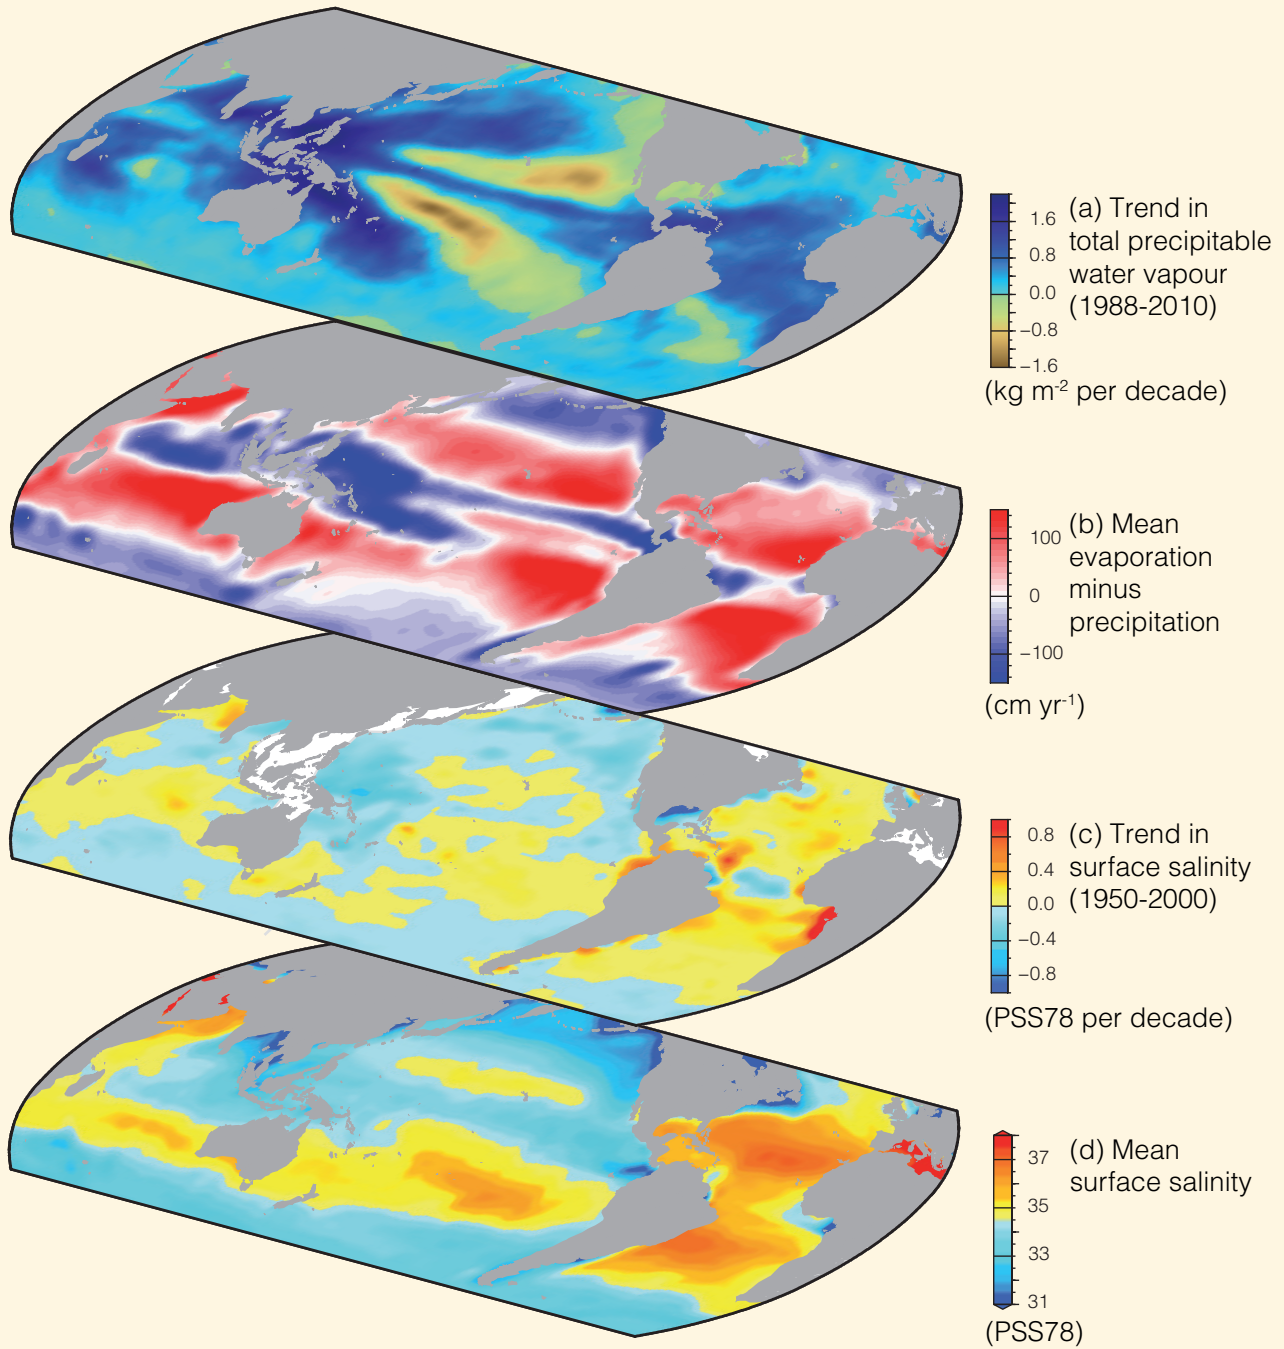 (a) Trend in
total precipitable
water vapour
(1988-2010)
1.6
0.8
0.0
−0.8
−1.6
(kg m-2 per decade)
(b) Mean
evaporation
minus
precipitation
100
0
−100
(cm yr-1)
(c) Trend in
surface salinity
(1950-2000)
0.8
0.4
0.0
−0.4
−0.8
(PSS78 per decade)
(d) Mean
surface salinity
37
35
33
31
(PSS78)